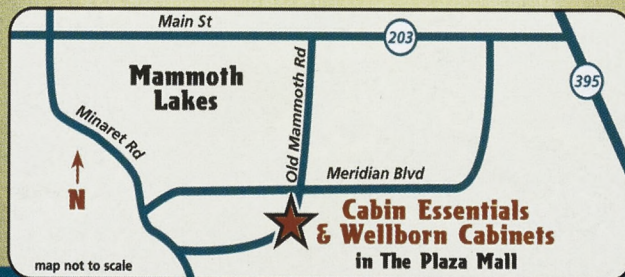 Main St
203
395
Mammoth
Lakes
Old Mammoth Rd
Minaret Rd
Meridian Blvd
N
Cabin Essentials
& Wellborn Cabinets
in The Plaza Mall
map not to scale